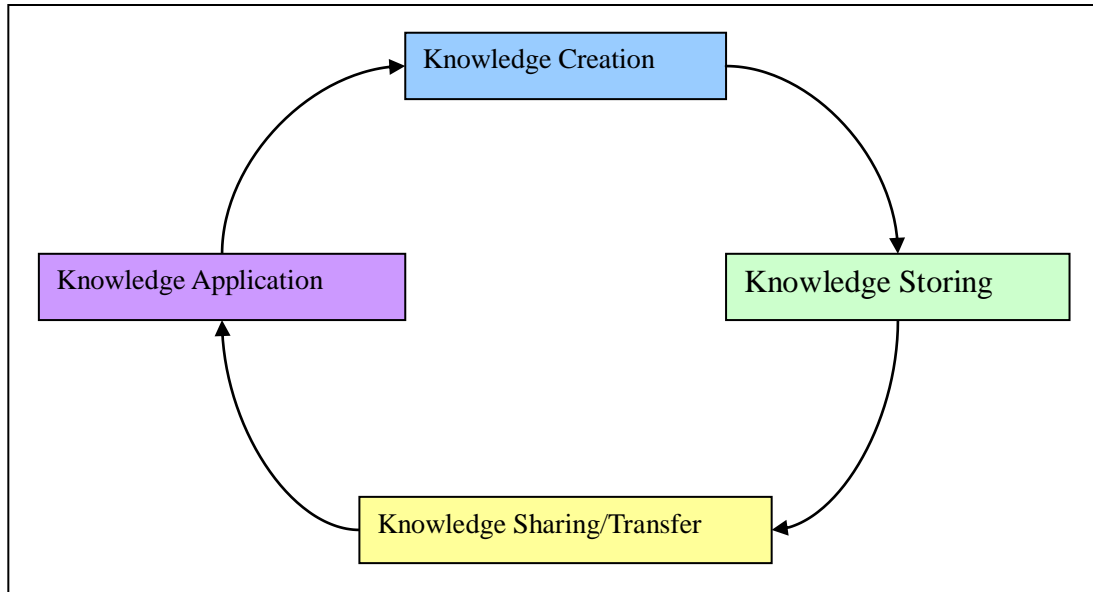 Knowledge Creation
Knowledge Application
Knowledge Storing
Knowledge Sharing/Transfer